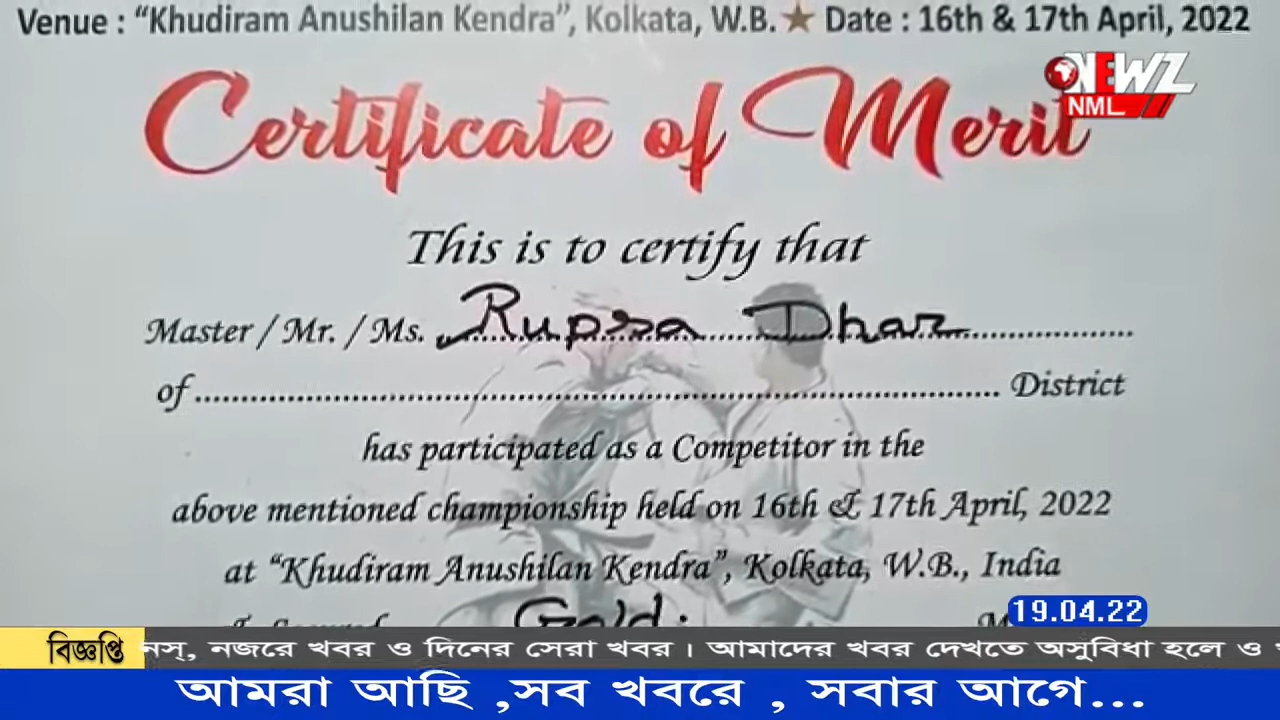 Venue : “Khudiram Anushilan Kendra”, Kolkata, W.B. ★ Date : 16th & 17th April, 2022
NEWZ
NML
Certificate of Merit
This is to certify that
Master / Mr. / Ms. Rupsa Dhar
of ........................ District
has participated as a Competitor in the
above mentioned championship held on 16th & 17th April, 2022
at “Khudiram Anushilan Kendra”, Kolkata, W.B., India
& Secured Gold
19.04.22
বিজ্ঞপ্তি
নস্, নজরে খবর ও দিনের সেরা খবর । আমাদের খবর দেখতে অসুবিধা হলে ও
আমরা আছি ,সব খবরে , সবার আগে...